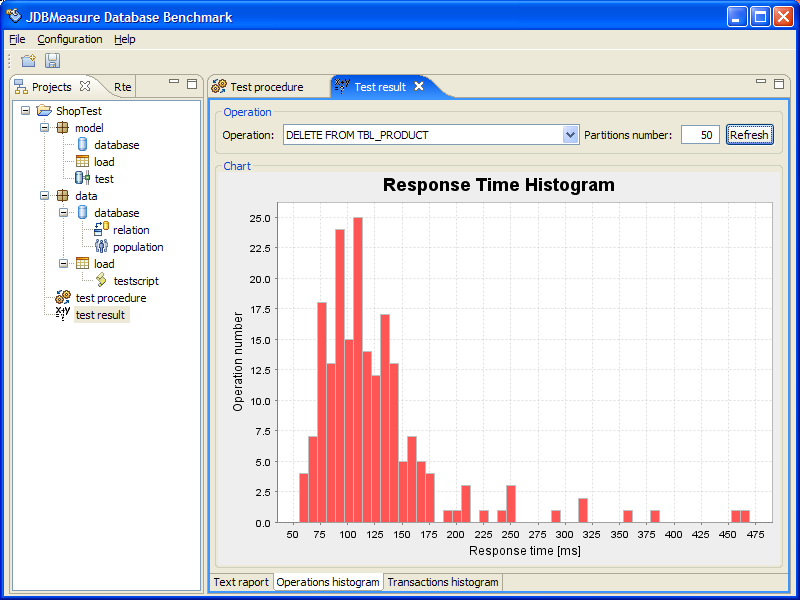 JDBMeasure Database Benchmark
File Configuration Help
Projects Rte
ShopTest
model
database
load
test
data
database
relation
population
load
testscript
test procedure
test result
Test procedure Test result
Operation
Operation: DELETE FROM TBL_PRODUCT Partitions number: 50 Refresh
Chart
Response Time Histogram
Operation number
25.0
22.5
20.0
17.5
15.0
12.5
10.0
7.5
5.0
2.5
0.0
50 75 100 125 150 175 200 225 250 275 300 325 350 375 400 425 450 475
Response time [ms]
Text raport Operations histogram Transactions histogram